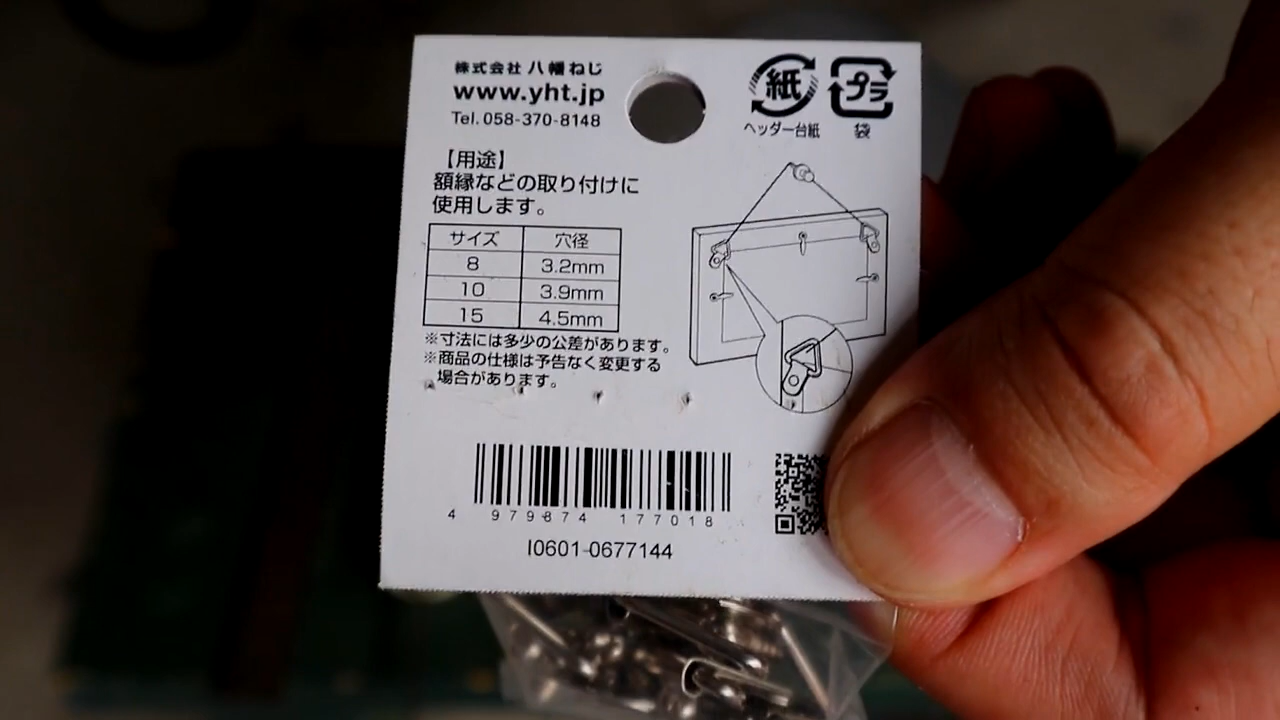 株式会社 八幡ねじ
www.yht.jp
Tel. 058-370-8148
紙
ヘッダー台紙
プラ
袋
【用途】
額縁などの取り付けに
使用します。
サイズ 穴径
8 3.2mm
10 3.9mm
15 4.5mm
※寸法には多少の公差があります。
※商品の仕様は予告なく変更する
場合があります。
4 979874 177018
I0601-0677144